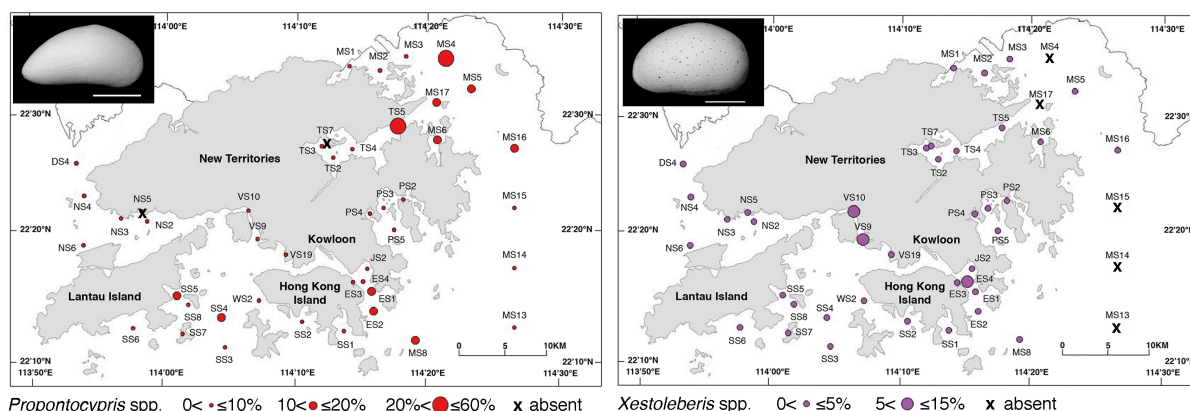 114'00"E 114'10"E 114'20"E
MS1 MS2 MS3 MS4
MS5
MS17
22'30"N 22'30"N
TS5
MS6
MS16
TS7
TS3 TS4
TS2
New Territories
DS4
NS5
NS4
NS3 NS2
VS10
PS2
PS3
PS4
PS5
MS15
22'20"N 22'20"N
VS9
Kowloon
NS6
VS19
JS2
MS14
Lantau Island
Hong Kong
Island
ES4
ES3
ES1
SS5
SS8
WS2
SS4
ES2
MS13
SS6 SS7
SS2
SS1
SS3
MS8
0 5 10KM
22'10"N 22'10"N
113'50"E 114'00"E 114'10"E 114'20"E 114'30"E
Propontocypris spp. 0< ≤10% 10< ≤20% 20%< ≤60% x absent
114'00"E 114'10"E 114'20"E
MS1 MS2 MS3 MS4
MS5
MS17
22'30"N 22'30"N
TS5
MS6
MS16
TS7
TS3 TS4
TS2
New Territories
DS4
NS5
NS4
NS3 NS2
VS10
PS2
PS3
PS4
PS5
MS15
22'20"N 22'20"N
VS9
Kowloon
NS6
VS19
JS2
MS14
Lantau Island
Hong Kong
Island
ES4
ES3
ES1
SS5
SS8
WS2
SS4
ES2
MS13
SS6 SS7
SS2
SS1
SS3
MS8
0 5 10KM
22'10"N 22'10"N
113'50"E 114'00"E 114'10"E 114'20"E 114'30"E
Xestoleberis spp. 0< ≤5% 5< ≤15% x absent